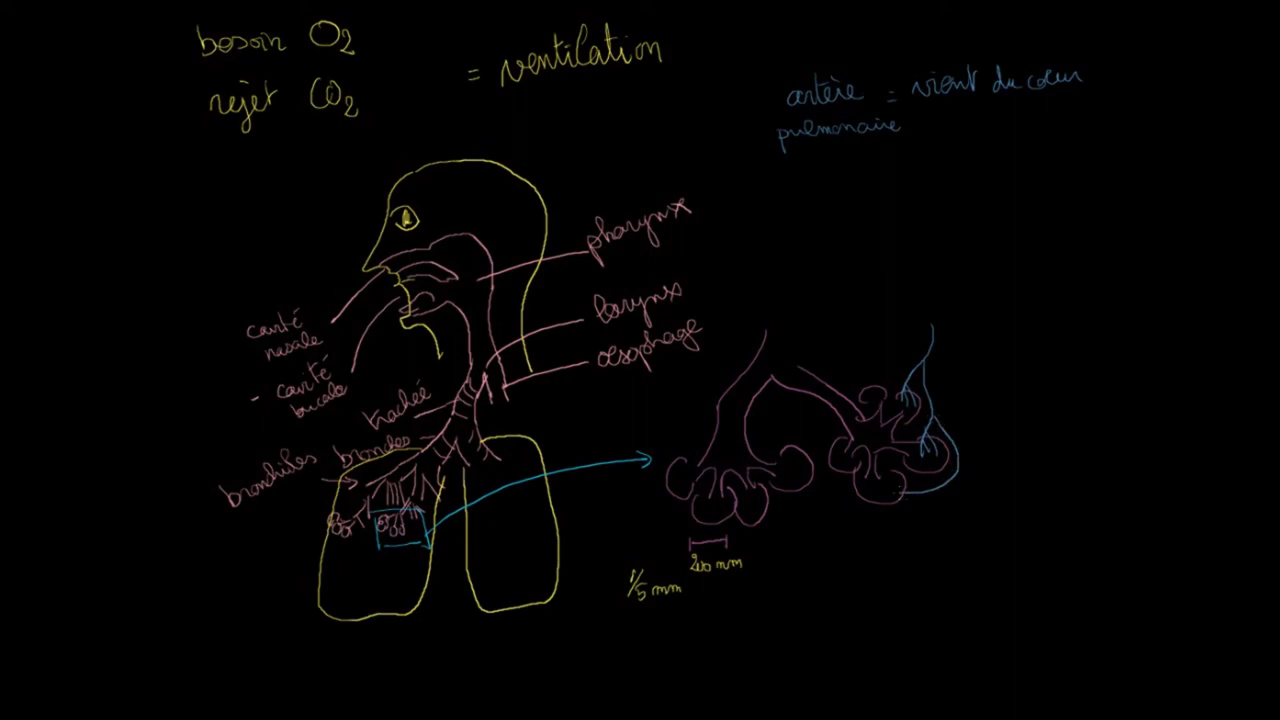 besoin O2
rejet CO2
= ventilation
artère = vient du cœur
pulmonaire
pharynx
larynx
œsophage
cavité
nasale
- cavité
bucale
trachée
bronches
bronchioles
200 mm
1/5 mm